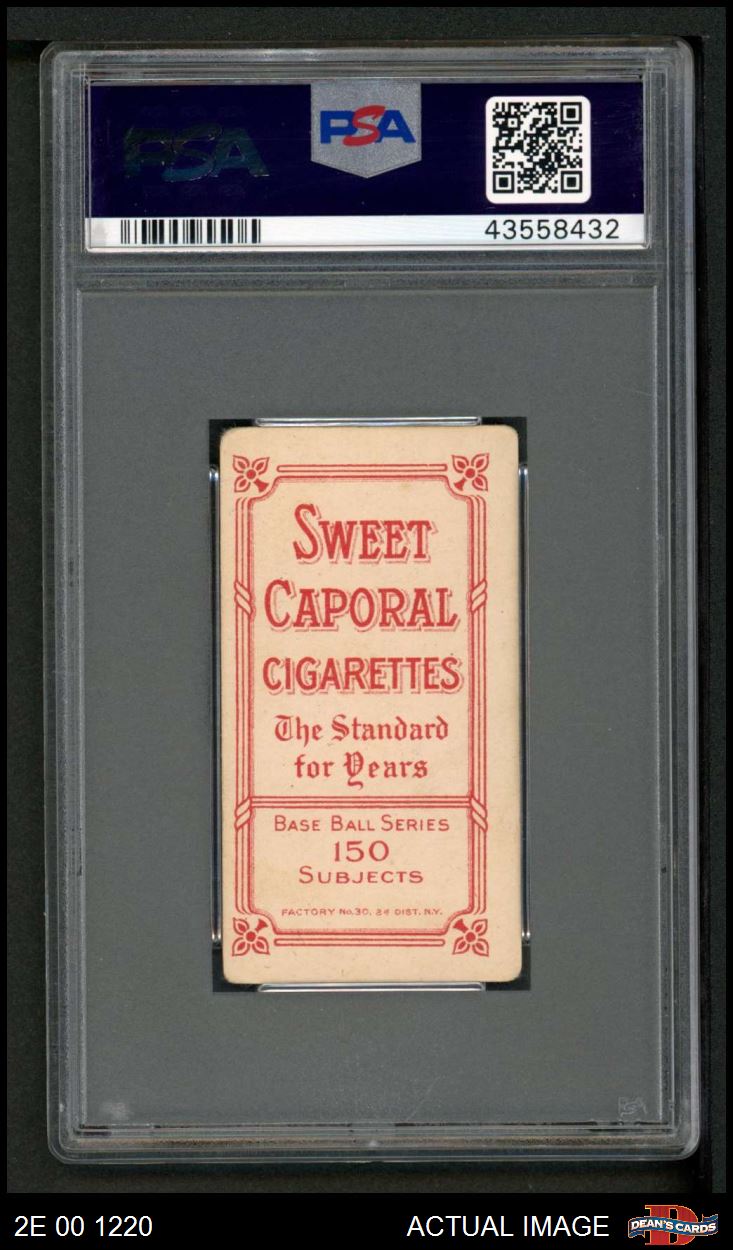 PSA
PSA
43558432
SWEET
CAPORAL
CIGARETTES
The Standard
for Years
BASE BALL SERIES
150
SUBJECTS
FACTORY No. 30, 2d DIST. N.Y.
2E 00 1220
ACTUAL IMAGE
DEAN'S CARDS